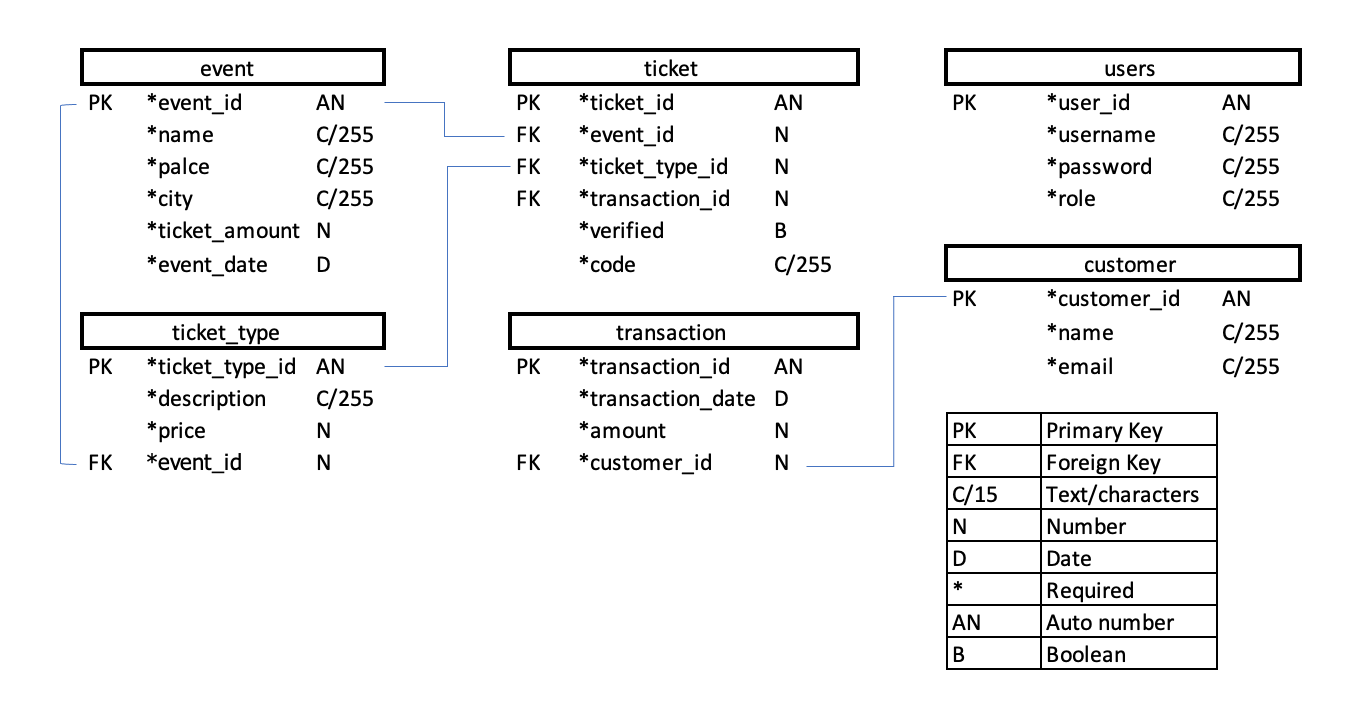 event
PK *event_id AN
*name C/255
*palce C/255
*city C/255
*ticket_amount N
*event_date D
ticket_type
PK *ticket_type_id AN
*description C/255
*price N
FK *event_id N
ticket
PK *ticket_id AN
FK *event_id N
FK *ticket_type_id N
FK *transaction_id N
*verified B
*code C/255
transaction
PK *transaction_id AN
*transaction_date D
*amount N
FK *customer_id N
users
PK *user_id AN
*username C/255
*password C/255
*role C/255
customer
PK *customer_id AN
*name C/255
*email C/255
PK Primary Key
FK Foreign Key
C/15 Text/characters
N Number
D Date
* Required
AN Auto number
B Boolean